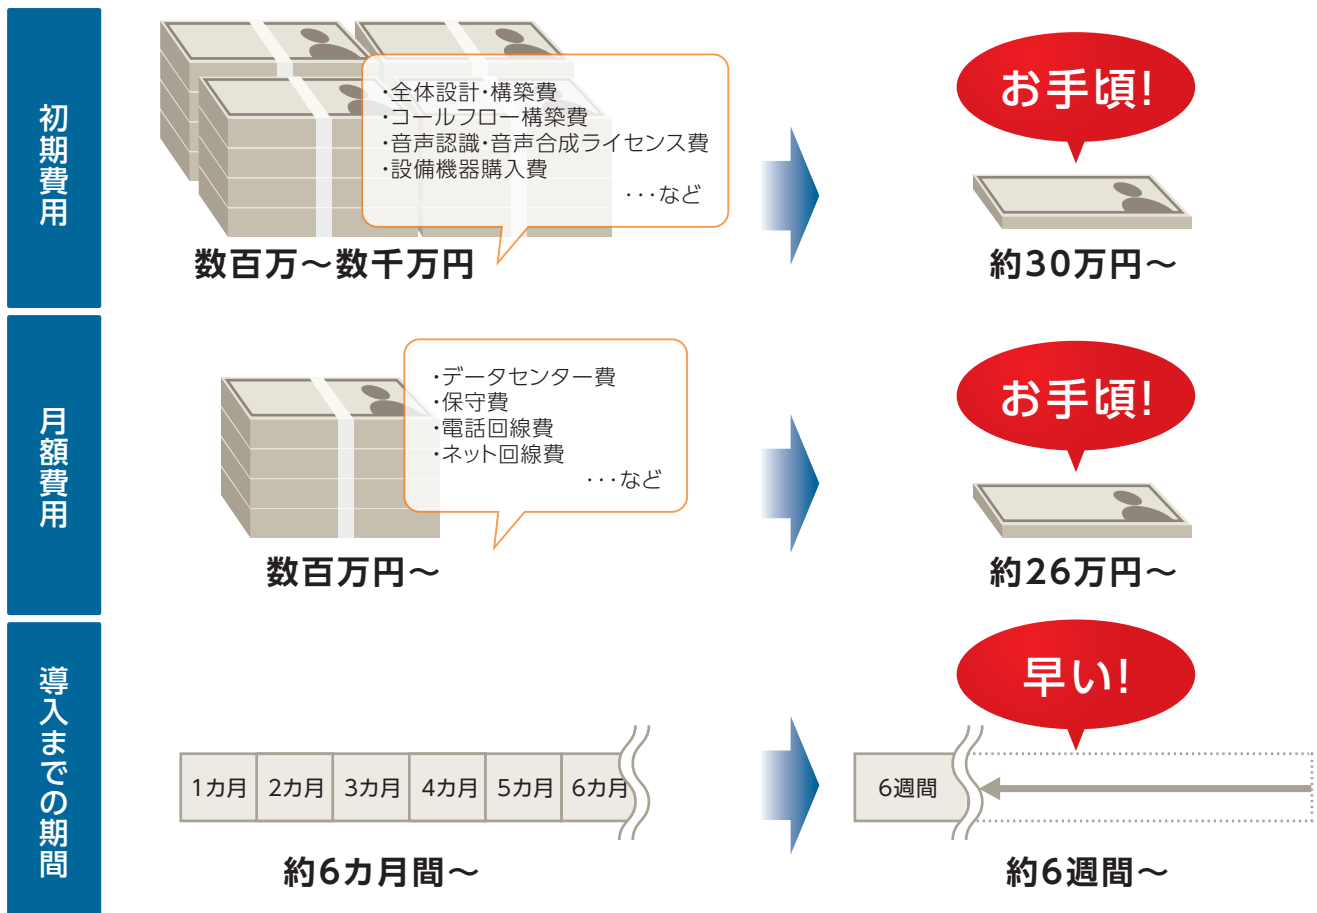 初期費用
・全体設計・構築費
・コールフロー構築費
・音声認識・音声合成ライセンス費
・設備機器購入費
・・・など
数百万～数千万円
お手頃!
約30万円～
月額費用
・データセンター費
・保守費
・電話回線費
・ネット回線費
・・・など
数百万円～
お手頃!
約26万円～
導入までの期間
1カ月 2カ月 3カ月 4カ月 5カ月 6カ月
約6カ月間～
早い!
6週間
約6週間～